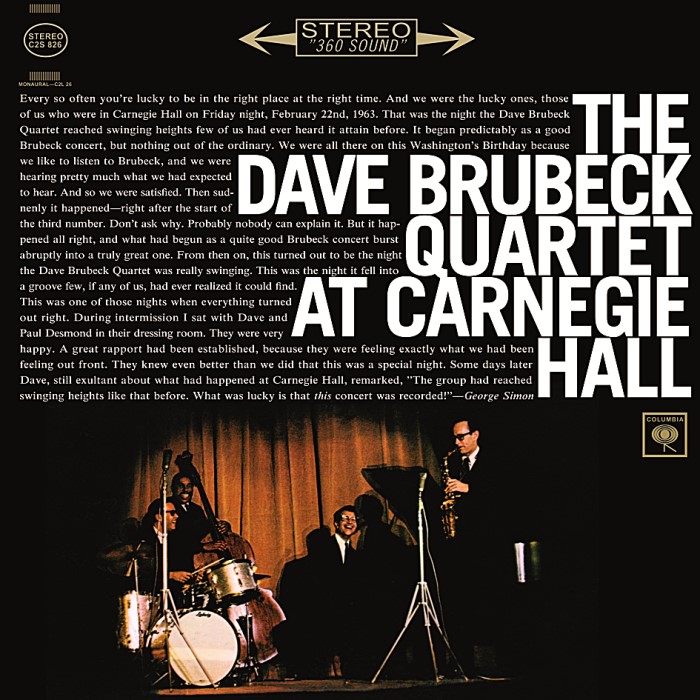 STEREO
C2S 826
STEREO
"360 SOUND"
MONAURAL—C2L 26
Every so often you're lucky to be in the right place at the right time. And we were the lucky ones, those
of us who were in Carnegie Hall on Friday night, February 22nd, 1963. That was the night the Dave Brubeck
Quartet reached swinging heights few of us had ever heard it attain before. It began predictably as a good
Brubeck concert, but nothing out of the ordinary. We were all there on this Washington's Birthday because
we like to listen to Brubeck, and we were
hearing pretty much what we had expected
to hear. And so we were satisfied. Then sud-
nenly it happened—right after the start of
the third number. Don't ask why. Probably nobody can explain it. But it hap-
pened all right, and what had begun as a quite good Brubeck concert burst
abruptly into a truly great one. From then on, this turned out to be the night
the Dave Brubeck Quartet was really swinging. This was the night it fell into
a groove few, if any of us, had ever realized it could find.
This was one of those nights when everything turned
out right. During intermission I sat with Dave and
Paul Desmond in their dressing room. They were very
happy. A great rapport had been established, because they were feeling exactly what we had been
feeling out front. They knew even better than we did that this was a special night. Some days later
Dave, still exultant about what had happened at Carnegie Hall, remarked, "The group had reached
swinging heights like that before. What was lucky is that this concert was recorded!"—George Simon
THE
DAVE BRUBECK
QUARTET
AT CARNEGIE
HALL
COLUMBIA